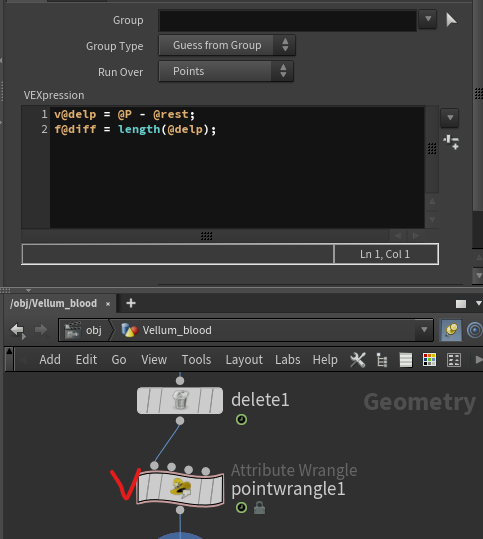 Group
Group Type Guess from Group
Run Over Points
VEXpression
1 v@delp = @P - @rest;
2 f@diff = length(@delp);
Ln 1, Col 1
/obj/Vellum_blood × +
obj Vellum_blood
Add Edit Go View Tools Layout Labs Help
delete1
Geometry
Attribute Wrangle
pointwrangle1